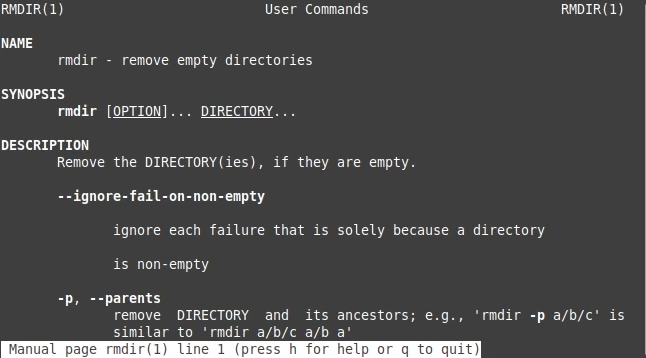 RMDIR(1) User Commands RMDIR(1)
NAME
rmdir - remove empty directories
SYNOPSIS
rmdir [OPTION]... DIRECTORY...
DESCRIPTION
Remove the DIRECTORY(ies), if they are empty.
--ignore-fail-on-non-empty
ignore each failure that is solely because a directory
is non-empty
-p, --parents
remove DIRECTORY and its ancestors; e.g., 'rmdir -p a/b/c' is
similar to 'rmdir a/b/c a/b a'
Manual page rmdir(1) line 1 (press h for help or q to quit)